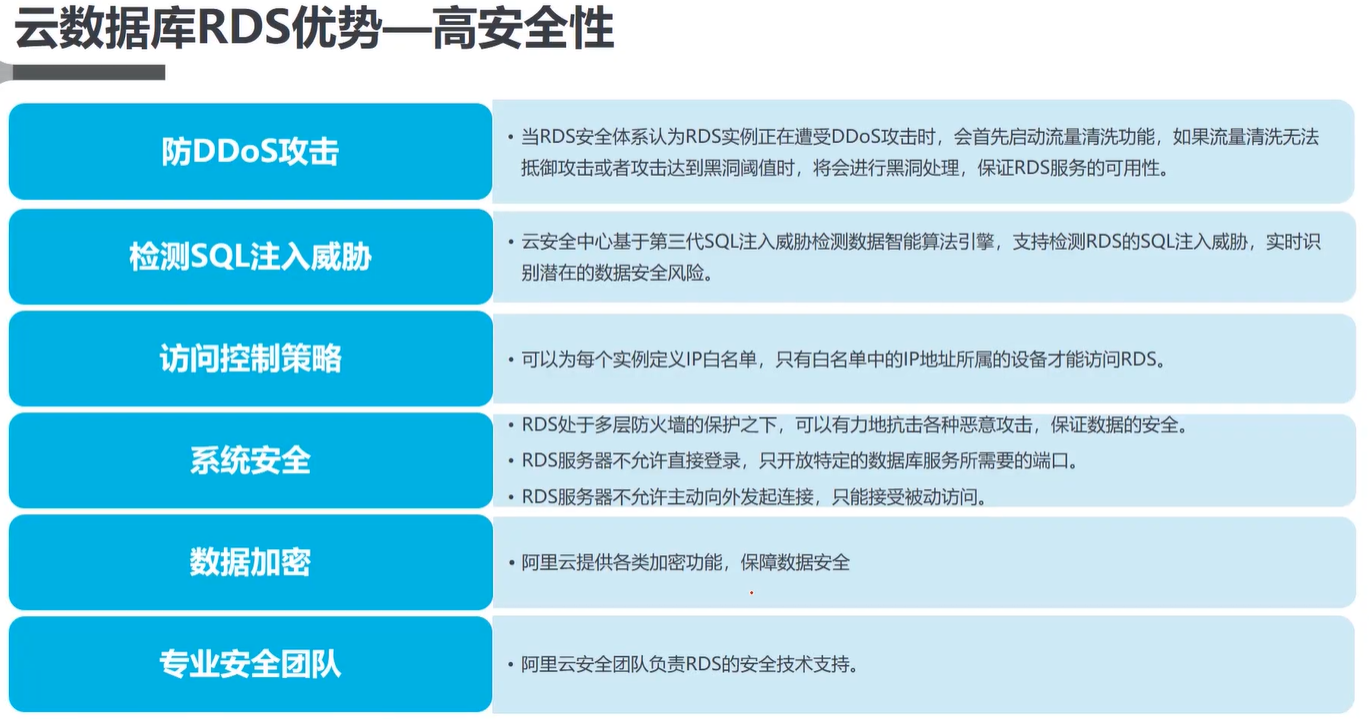 云数据库RDS优势—高安全性
防DDoS攻击
• 当RDS安全体系认为RDS实例正在遭受DDoS攻击时，会首先启动流量清洗功能，如果流量清洗无法
抵御攻击或者攻击达到黑洞阈值时，将会进行黑洞处理，保证RDS服务的可用性。
检测SQL注入威胁
• 云安全中心基于第三代SQL注入威胁检测数据智能算法引擎，支持检测RDS的SQL注入威胁，实时识
别潜在的数据安全风险。
访问控制策略
• 可以为每个实例定义IP白名单，只有白名单中的IP地址所属的设备才能访问RDS。
系统安全
• RDS处于多层防火墙的保护之下，可以有力地抗击各种恶意攻击，保证数据的安全。
• RDS服务器不允许直接登录，只开放特定的数据库服务所需要的端口。
• RDS服务器不允许主动向外发起连接，只能接受被动访问。
数据加密
• 阿里云提供各类加密功能，保障数据安全
专业安全团队
• 阿里云安全团队负责RDS的安全技术支持。